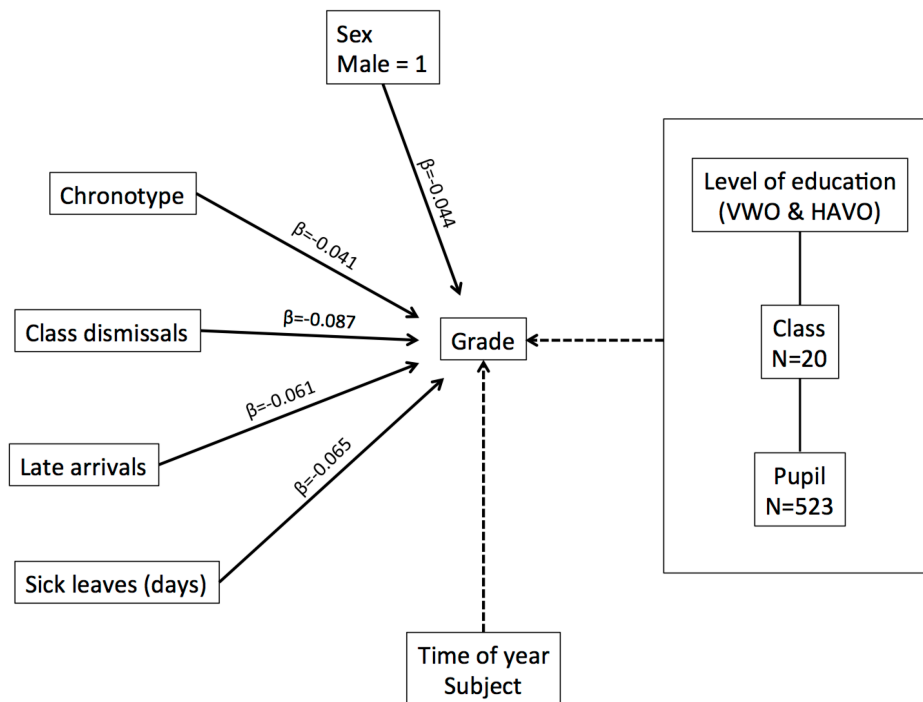 Sex
Male = 1
β=-0.044
Chronotype
β=-0.041
Class dismissals
β=-0.087
Grade
Late arrivals
β=-0.061
Sick leaves (days)
β=-0.065
Time of year
Subject
Level of education
(VWO & HAVO)
Class
N=20
Pupil
N=523